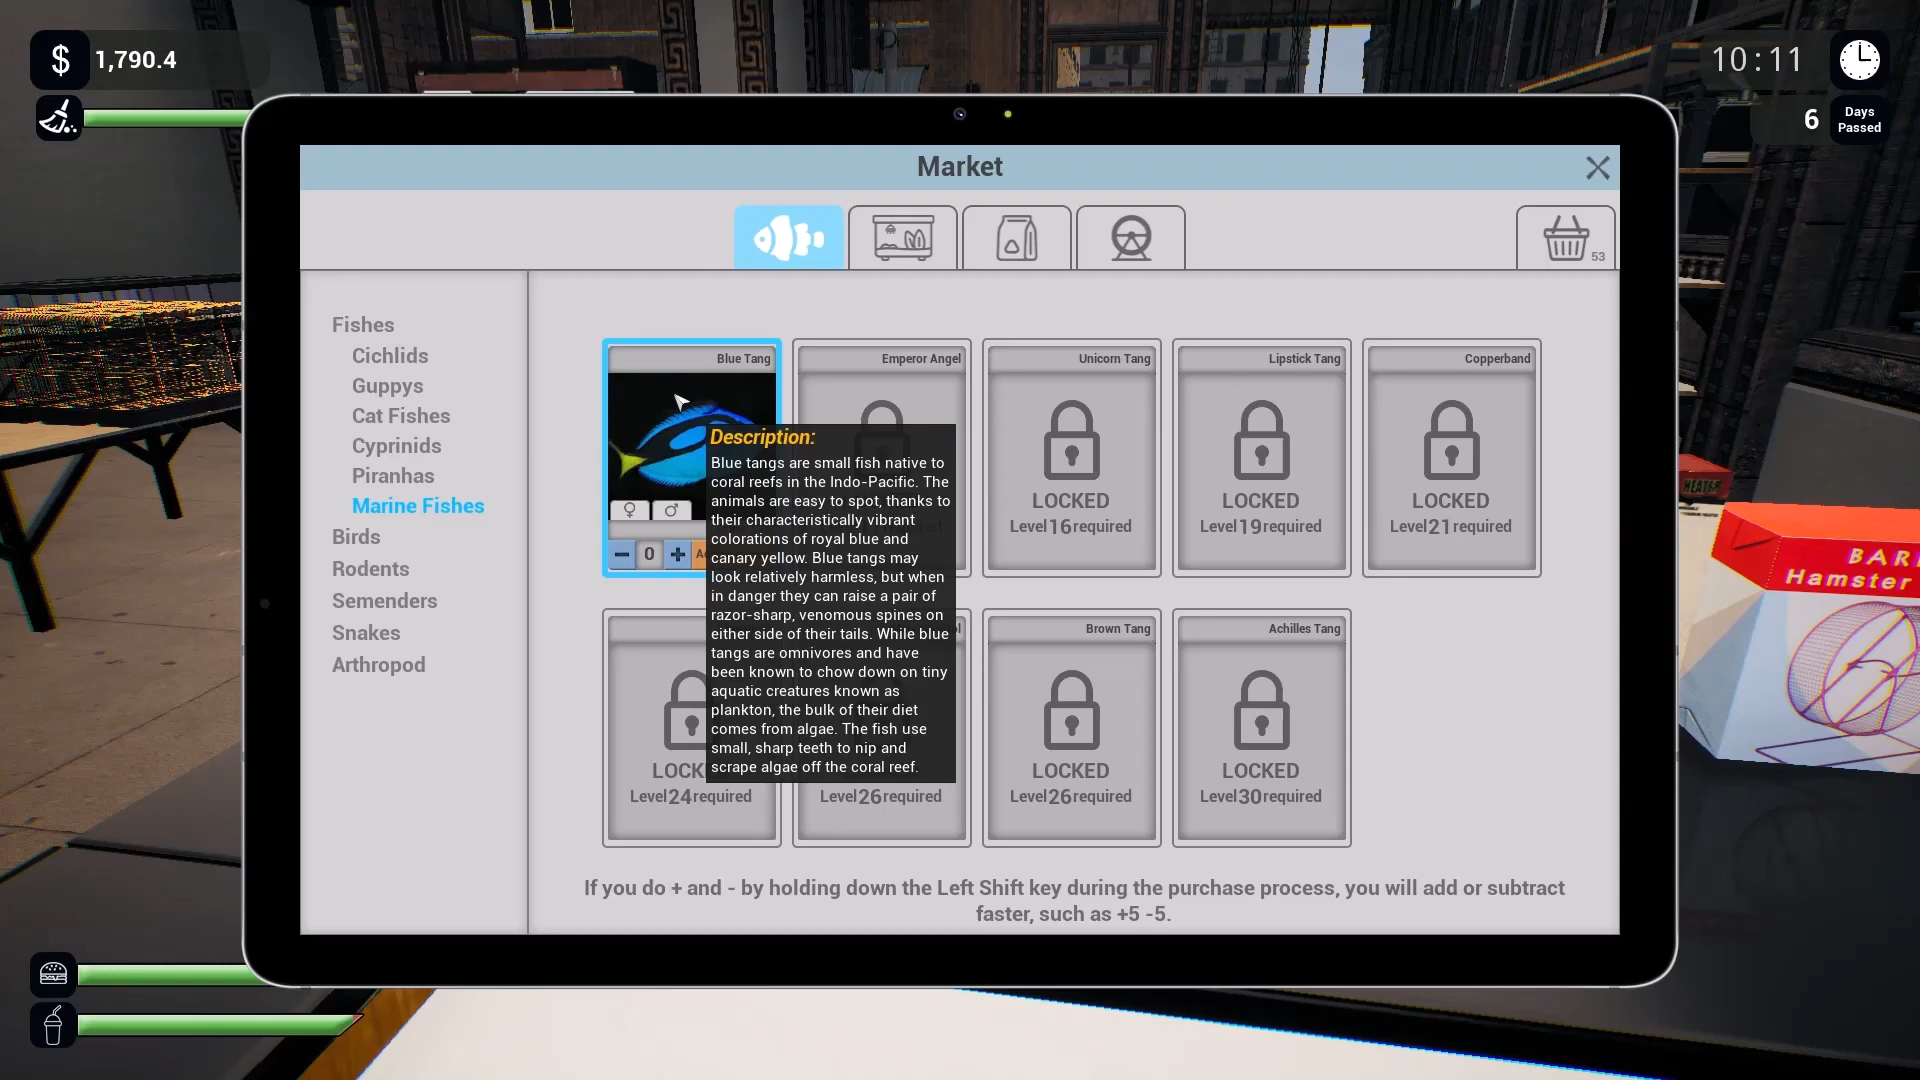 $ 1,790.4
10:11
6 Days Passed
Market
53
Fishes
Cichlids
Guppys
Cat Fishes
Cyprinids
Piranhas
Marine Fishes
Birds
Rodents
Semenders
Snakes
Arthropod
Blue Tang
Emperor Angel
Unicorn Tang
Lipstick Tang
Copperband
LOCKED
Level 16 required
LOCKED
Level 19 required
LOCKED
Level 21 required
0
Description:
Blue tangs are small fish native to
coral reefs in the Indo-Pacific. The
animals are easy to spot, thanks to
their characteristically vibrant
colorations of royal blue and
canary yellow. Blue tangs may
look relatively harmless, but when
in danger they can raise a pair of
razor-sharp, venomous spines on
either side of their tails. While blue
tangs are omnivores and have
been known to chow down on tiny
aquatic creatures known as
plankton, the bulk of their diet
comes from algae. The fish use
small, sharp teeth to nip and
scrape algae off the coral reef.
Brown Tang
Achilles Tang
LOCK
Level 24 required
Level 26 required
LOCKED
Level 26 required
LOCKED
Level 30 required
If you do + and - by holding down the Left Shift key during the purchase process, you will add or subtract
faster, such as +5 -5.
HEATER
BAR
Hamster